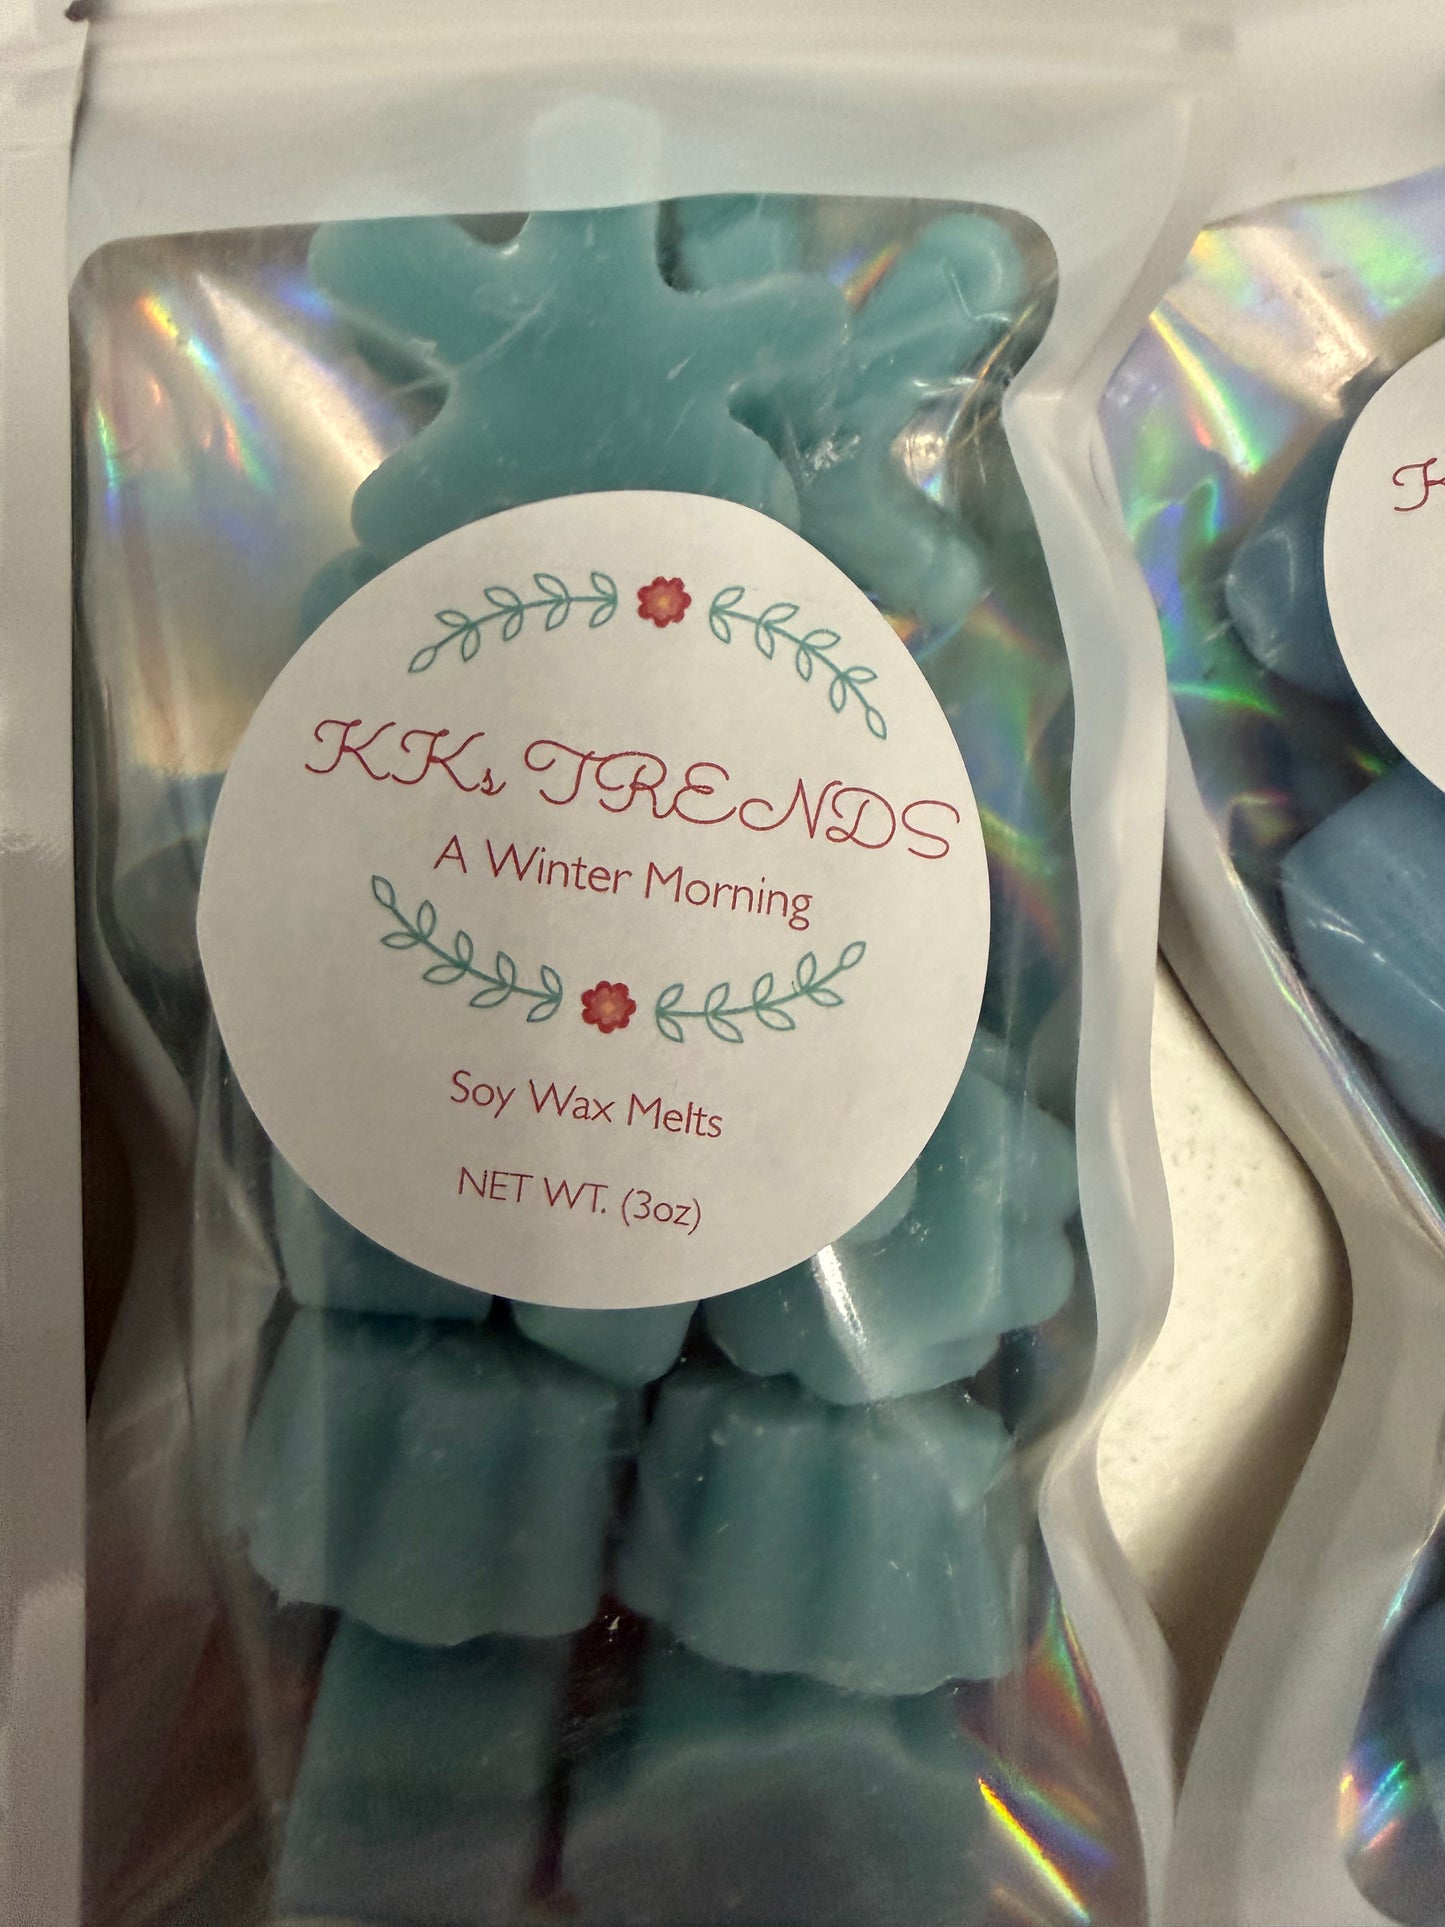 KKs TRENDS
A Winter Morning
Soy Wax Melts
NET WT. (3oz)
K